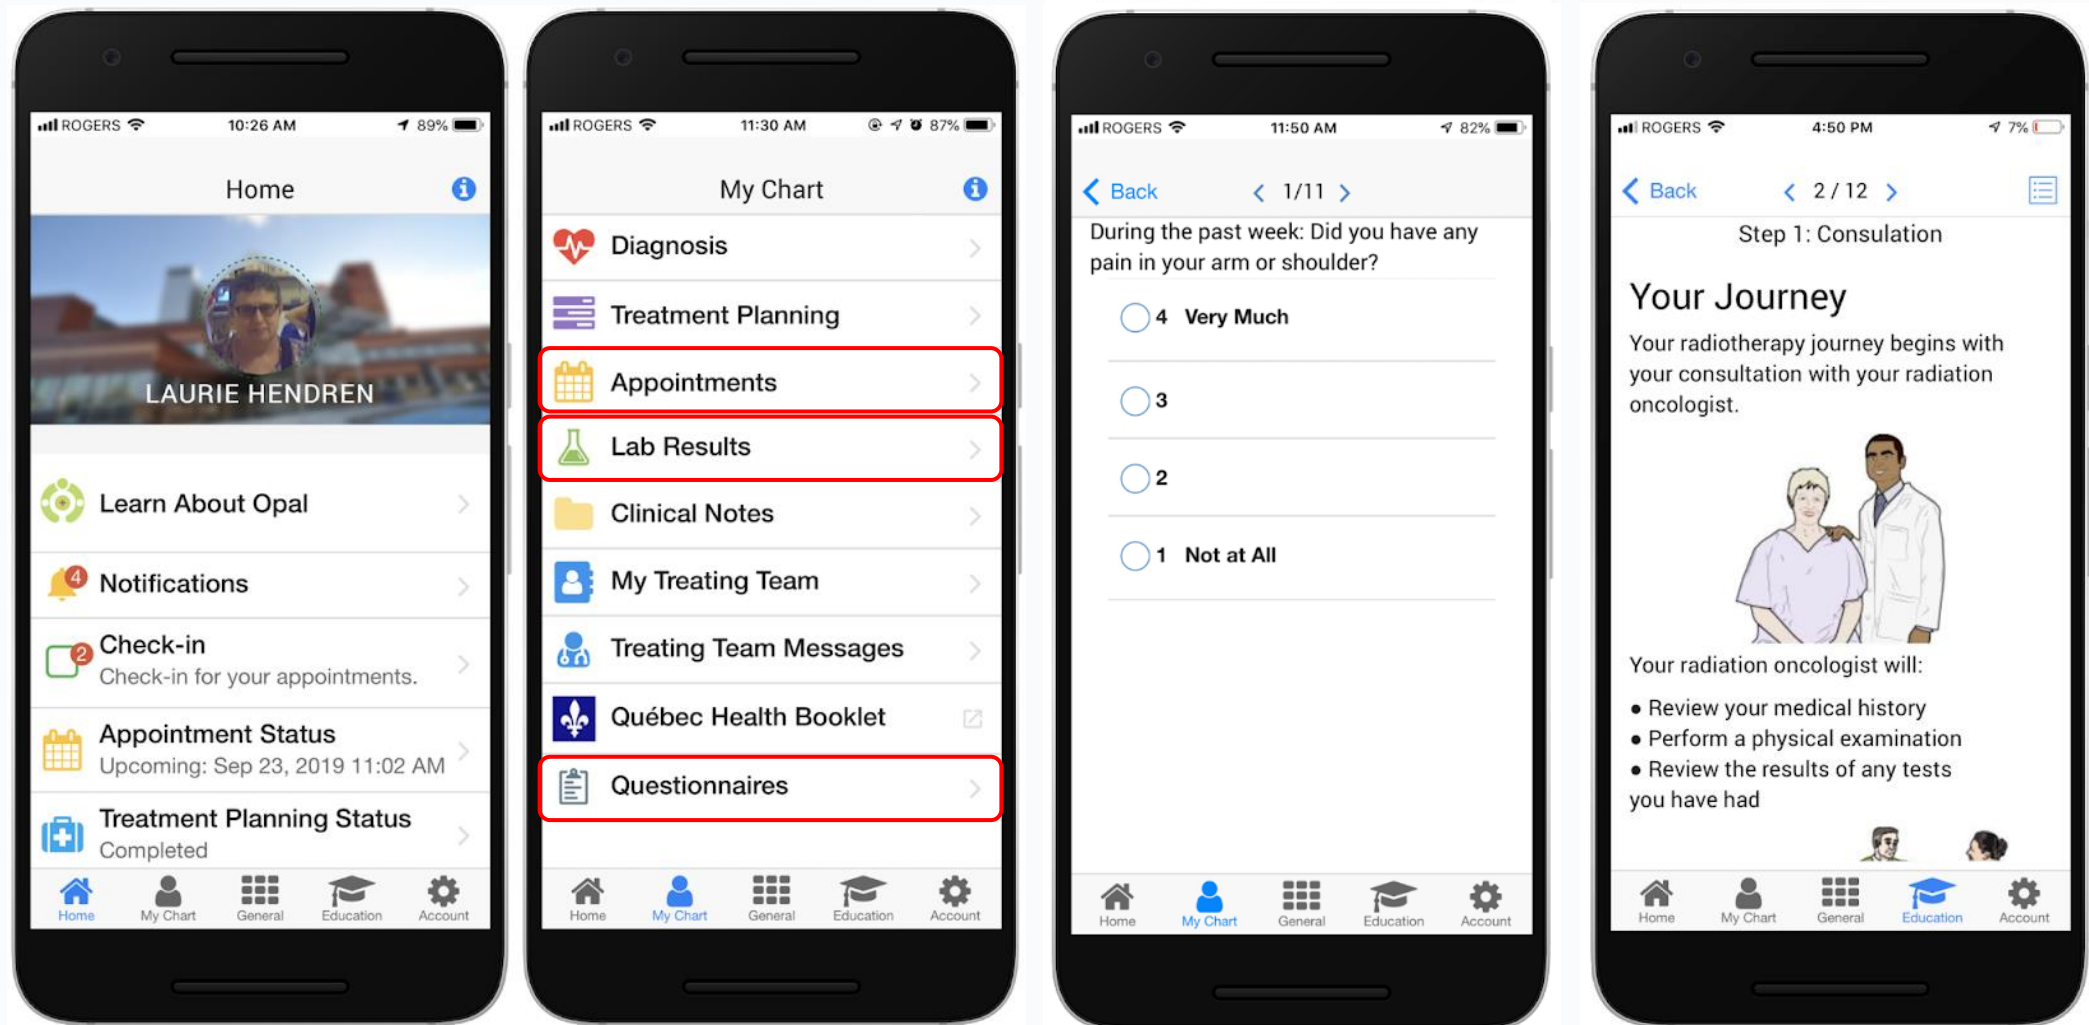 ROGERS 10:26 AM 89%
Home
LAURIE HENDREN
Learn About Opal
4
Notifications
2
Check-in
Check-in for your appointments.
Appointment Status
Upcoming: Sep 23, 2019 11:02 AM
Treatment Planning Status
Completed
Home My Chart General Education Account
ROGERS 11:30 AM 87%
My Chart
Diagnosis
Treatment Planning
Appointments
Lab Results
Clinical Notes
My Treating Team
Treating Team Messages
Québec Health Booklet
Questionnaires
Home My Chart General Education Account
ROGERS 11:50 AM 82%
Back 1/11
During the past week: Did you have any
pain in your arm or shoulder?
4 Very Much
3
2
1 Not at All
Home My Chart General Education Account
ROGERS 4:50 PM 7%
Back 2 / 12
Step 1: Consulation
Your Journey
Your radiotherapy journey begins with
your consultation with your radiation
oncologist.
Your radiation oncologist will:
● Review your medical history
● Perform a physical examination
● Review the results of any tests
you have had
Home My Chart General Education Account